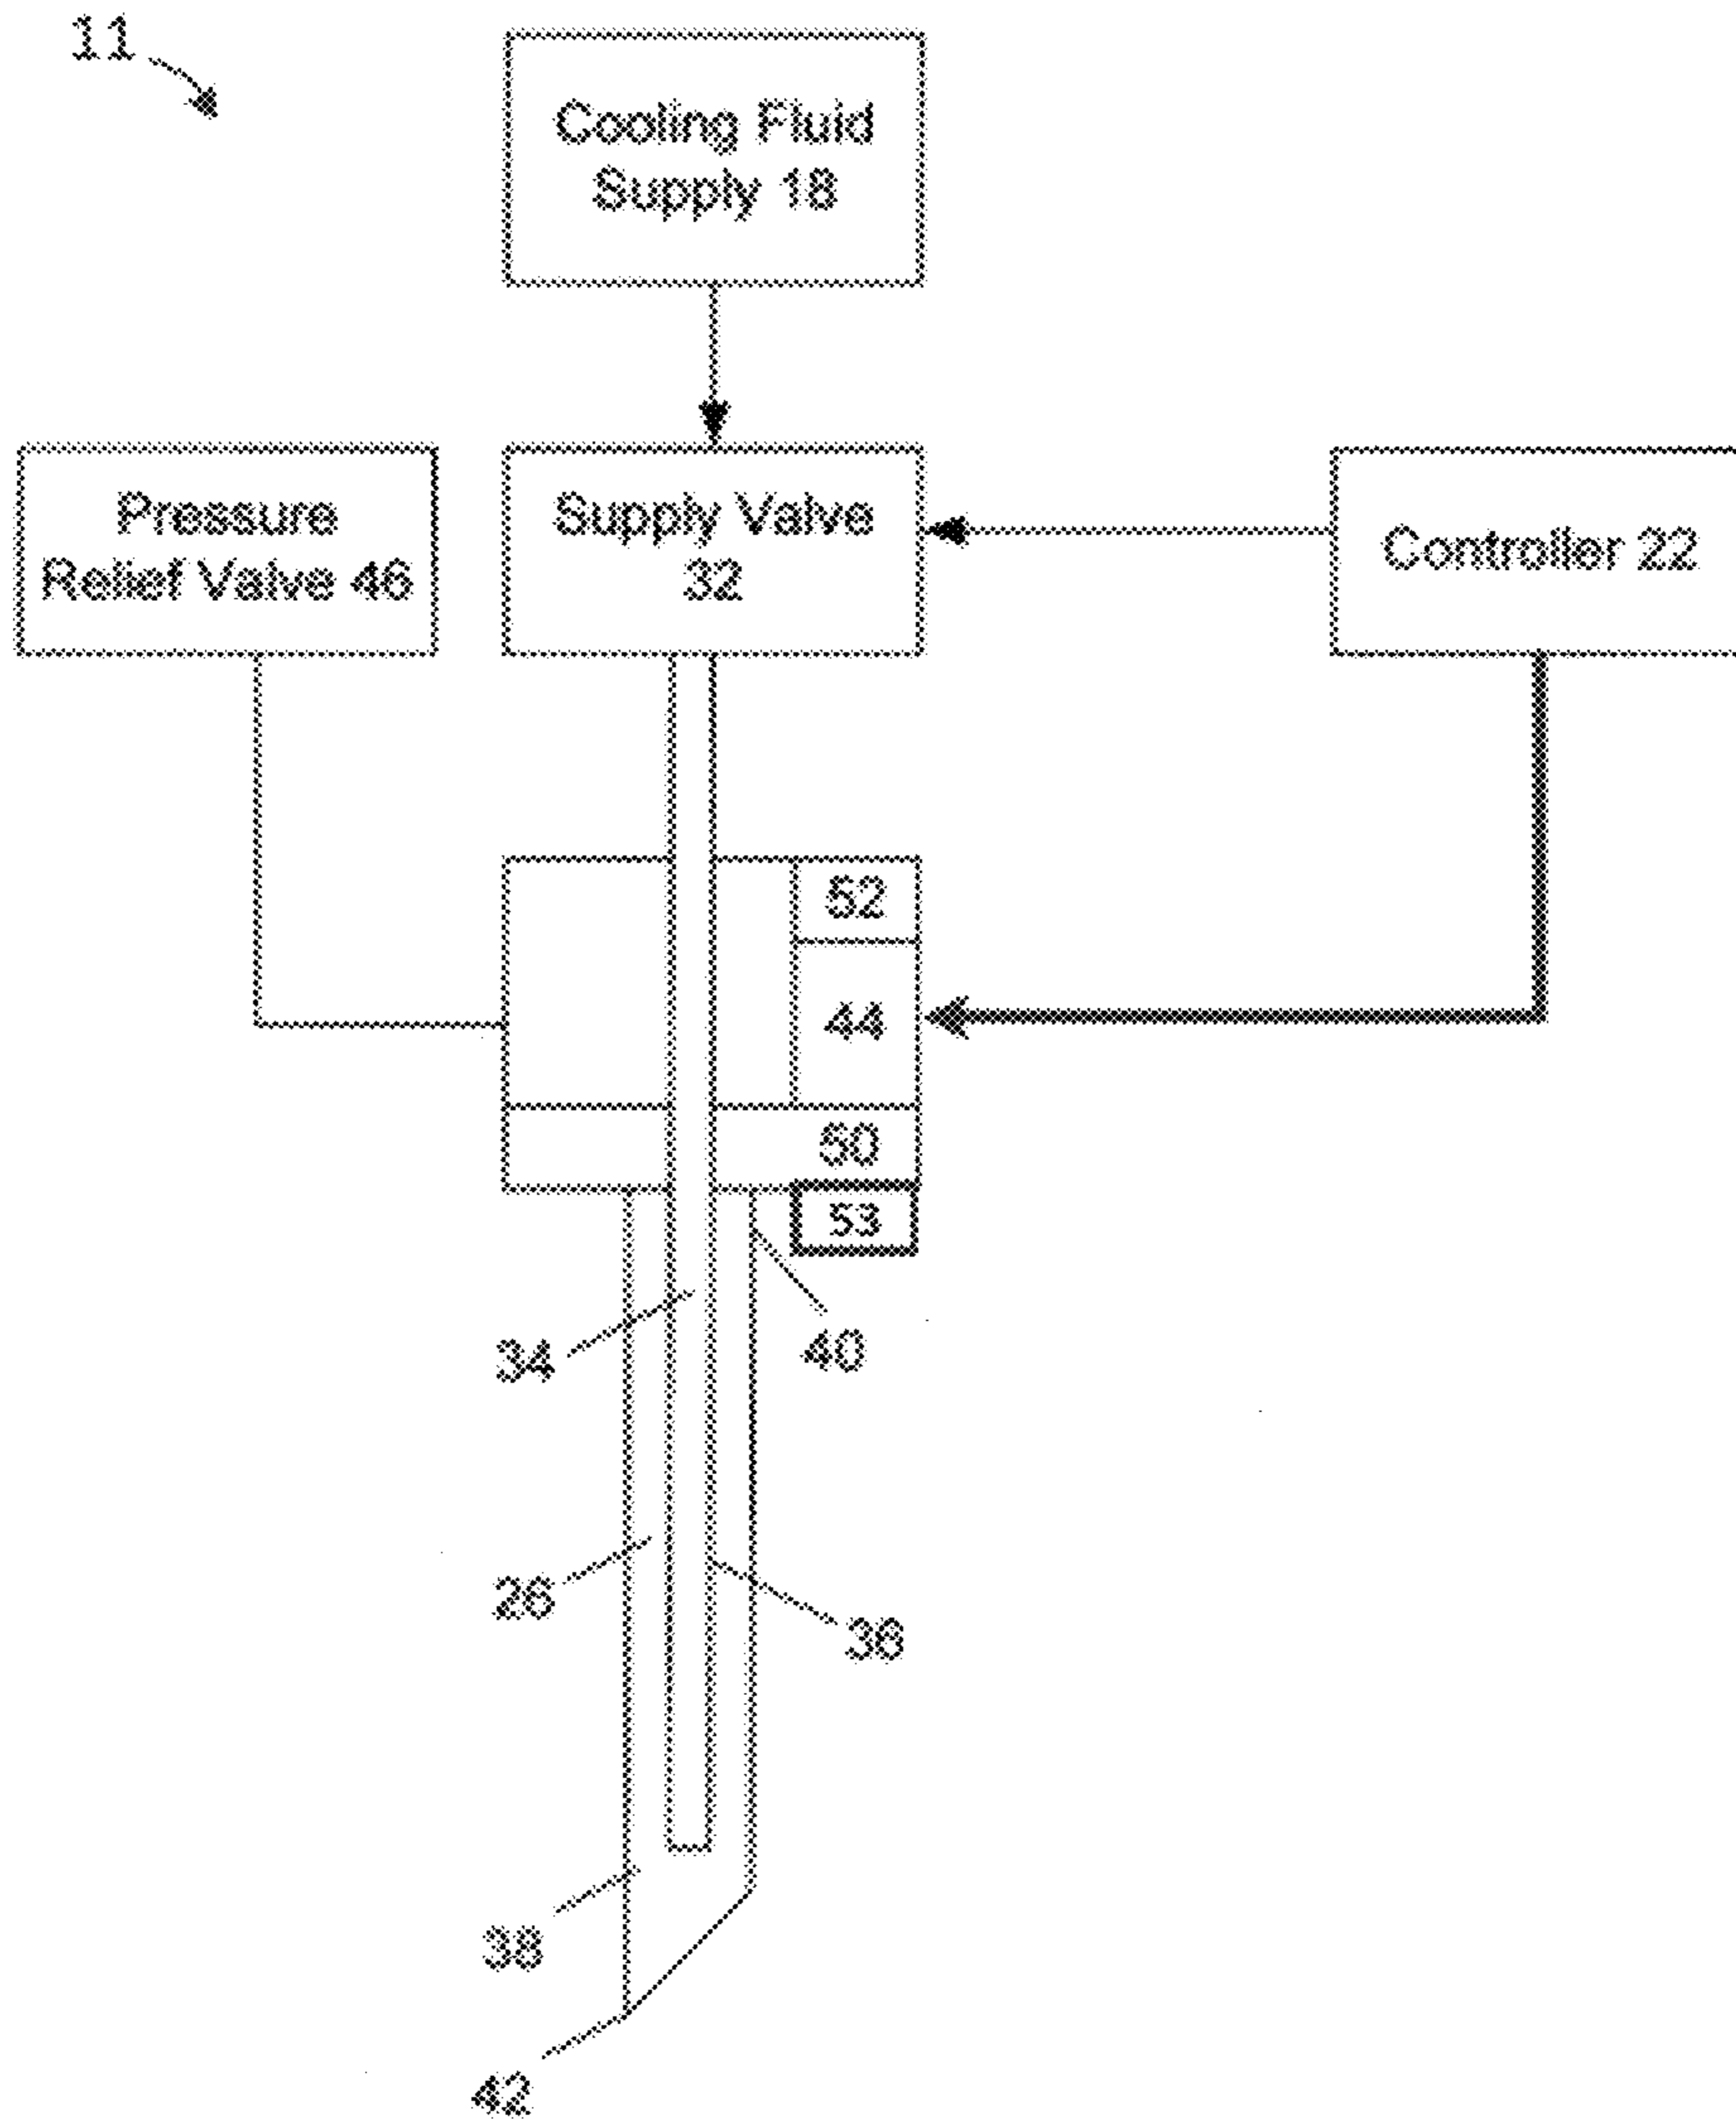 11
Cooling Fluid
Supply 18
Pressure
Relief Valve 46
Supply Valve
32
Controller 22
52
44
50
53
34
40
26
36
38
42